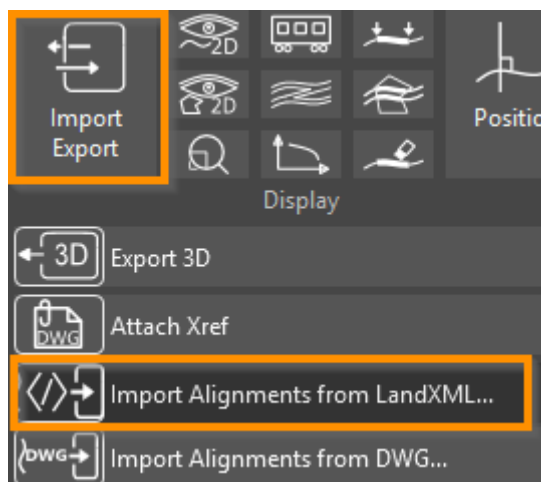 2D
2D
Import
Export
Positio
Display
3D
Export 3D
DWG
Attach Xref
Import Alignments from LandXML...
DWG
Import Alignments from DWG...